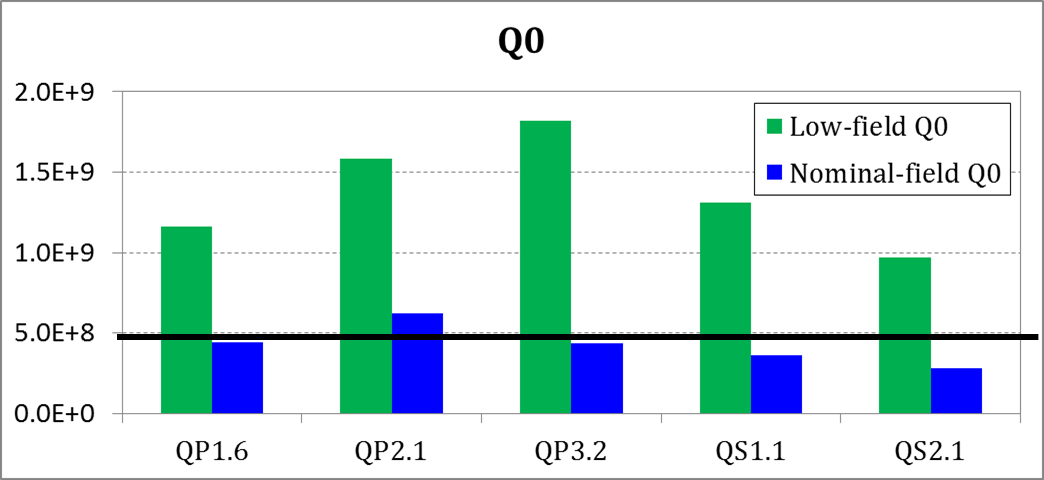 Q0
2.0E+9
1.5E+9
1.0E+9
5.0E+8
0.0E+0
Low-field Q0
Nominal-field Q0
QP1.6 QP2.1 QP3.2 QS1.1 QS2.1